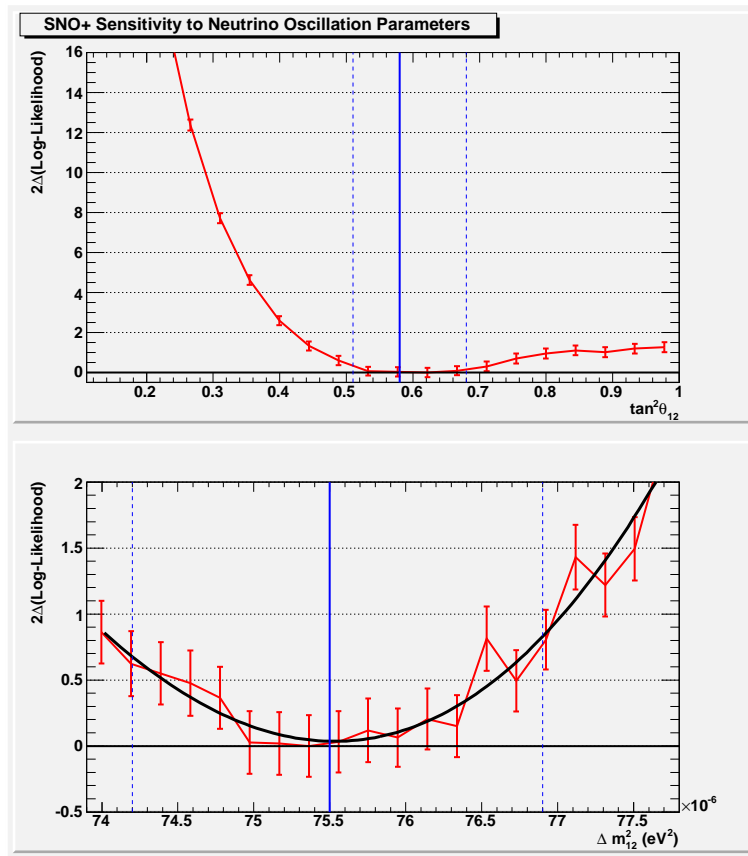 SNO+ Sensitivity to Neutrino Oscillation Parameters
2Δ(Log-Likelihood)
16
14
12
10
8
6
4
2
0
0.2 0.3 0.4 0.5 0.6 0.7 0.8 0.9 1
tan²θ₁₂
2Δ(Log-Likelihood)
2
1.5
1
0.5
0
-0.5
74 74.5 75 75.5 76 76.5 77 77.5
×10⁻⁶
Δ m²₁₂ (eV²)